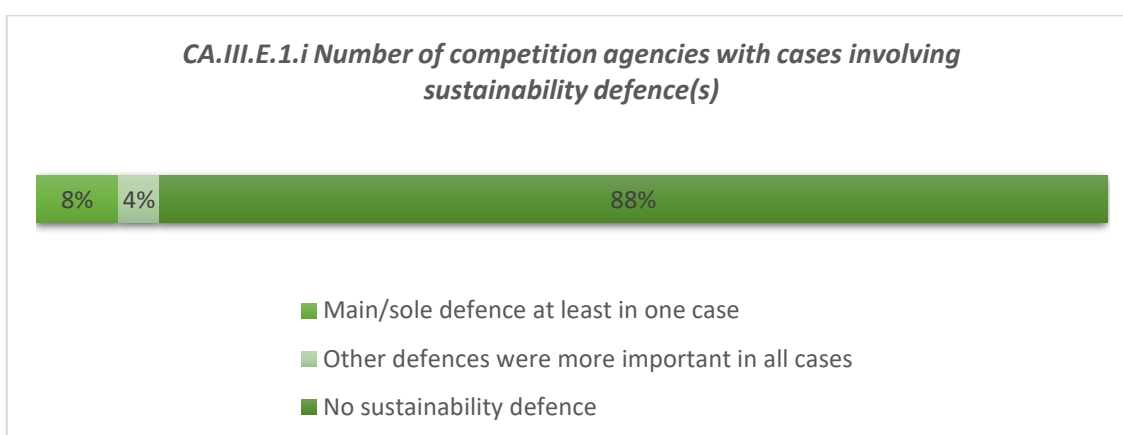 CA.III.E.1.i Number of competition agencies with cases involving
sustainability defence(s)
8% 4% 88%
Main/sole defence at least in one case
Other defences were more important in all cases
No sustainability defence